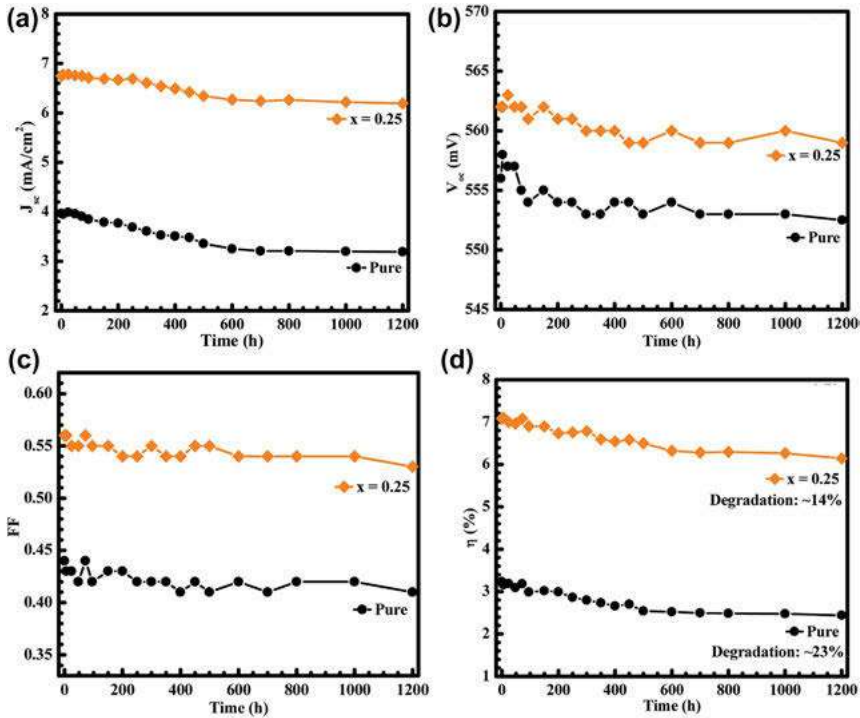 (a)
8
7
6
5
4
3
2
J_sc (mA/cm²)
x = 0.25
Pure
0 200 400 600 800 1000 1200
Time (h)
(b)
570
565
560
555
550
545
V_oc (mV)
x = 0.25
Pure
0 200 400 600 800 1000 1200
Time (h)
(c)
0.60
0.55
0.50
0.45
0.40
0.35
FF
x = 0.25
Pure
0 200 400 600 800 1000 1200
Time (h)
(d)
8
7
6
5
4
3
2
1
η (%)
x = 0.25
Degradation: ~14%
Pure
Degradation: ~23%
0 200 400 600 800 1000 1200
Time (h)